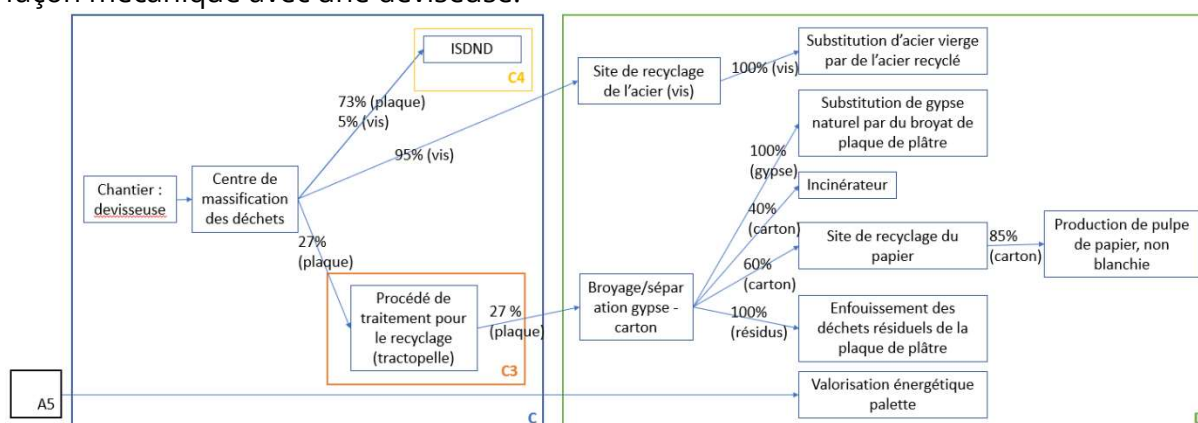 façon mécanique avec une deviseuse.
ISDND
C4
73% (plaque)
5% (vis)
95% (vis)
Chantier :
devisseuse
Centre de
massification
des déchets
27%
(plaque)
Procédé de
traitement pour
le recyclage
(tractopelle)
C3
27 %
(plaque)
A5
C
Site de recyclage
de l'acier (vis)
100% (vis)
Substitution d'acier vierge
par de l'acier recyclé
Substitution de gypse
naturel par du broyat de
plaque de plâtre
100%
(gypse)
Incinérateur
40%
(carton)
Broyage/sépar
ation gypse -
carton
60%
(carton)
Site de recyclage du
papier
85%
(carton)
Production de pulpe
de papier, non
blanchie
100%
(résidus)
Enfouissement des
déchets résiduels de la
plaque de plâtre
Valorisation énergétique
palette